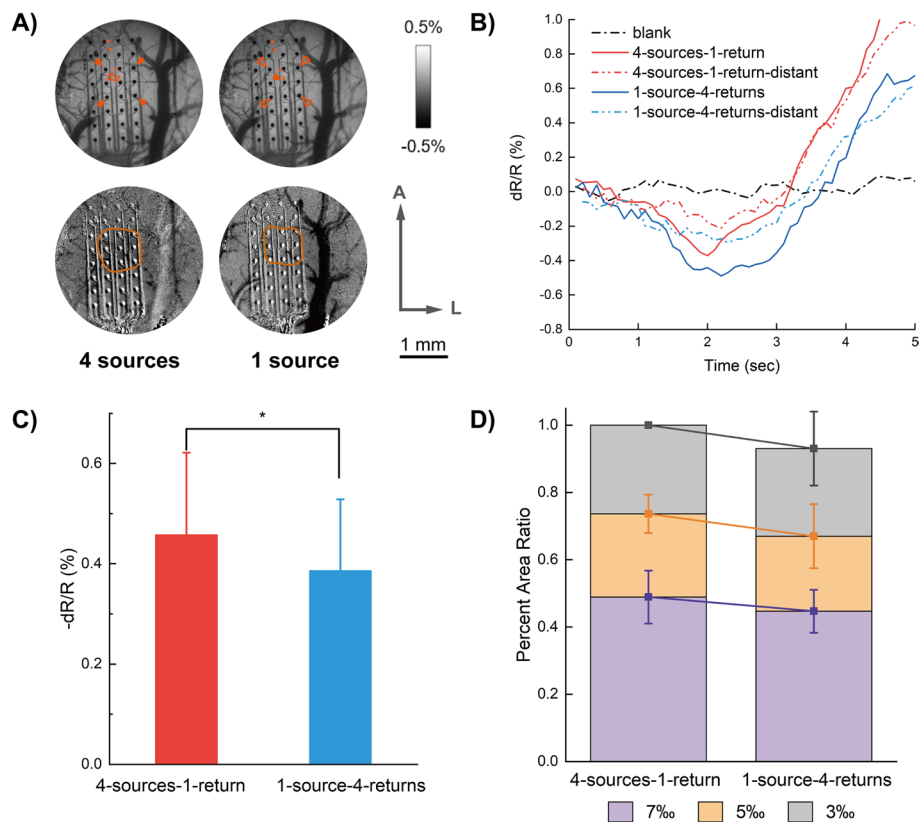 A)
0.5%
-0.5%
A
L
4 sources
1 source
1 mm
B)
blank
4-sources-1-return
4-sources-1-return-distant
1-source-4-returns
1-source-4-returns-distant
dR/R (%)
1.0
0.8
0.6
0.4
0.2
0.0
-0.2
-0.4
-0.6
-0.8
0
1
2
3
4
5
Time (sec)
C)
*
-dR/R (%)
0.6
0.4
0.2
0.0
4-sources-1-return
1-source-4-returns
D)
Percent Area Ratio
1.0
0.8
0.6
0.4
0.2
0.0
4-sources-1-return
1-source-4-returns
7‰
5‰
3‰